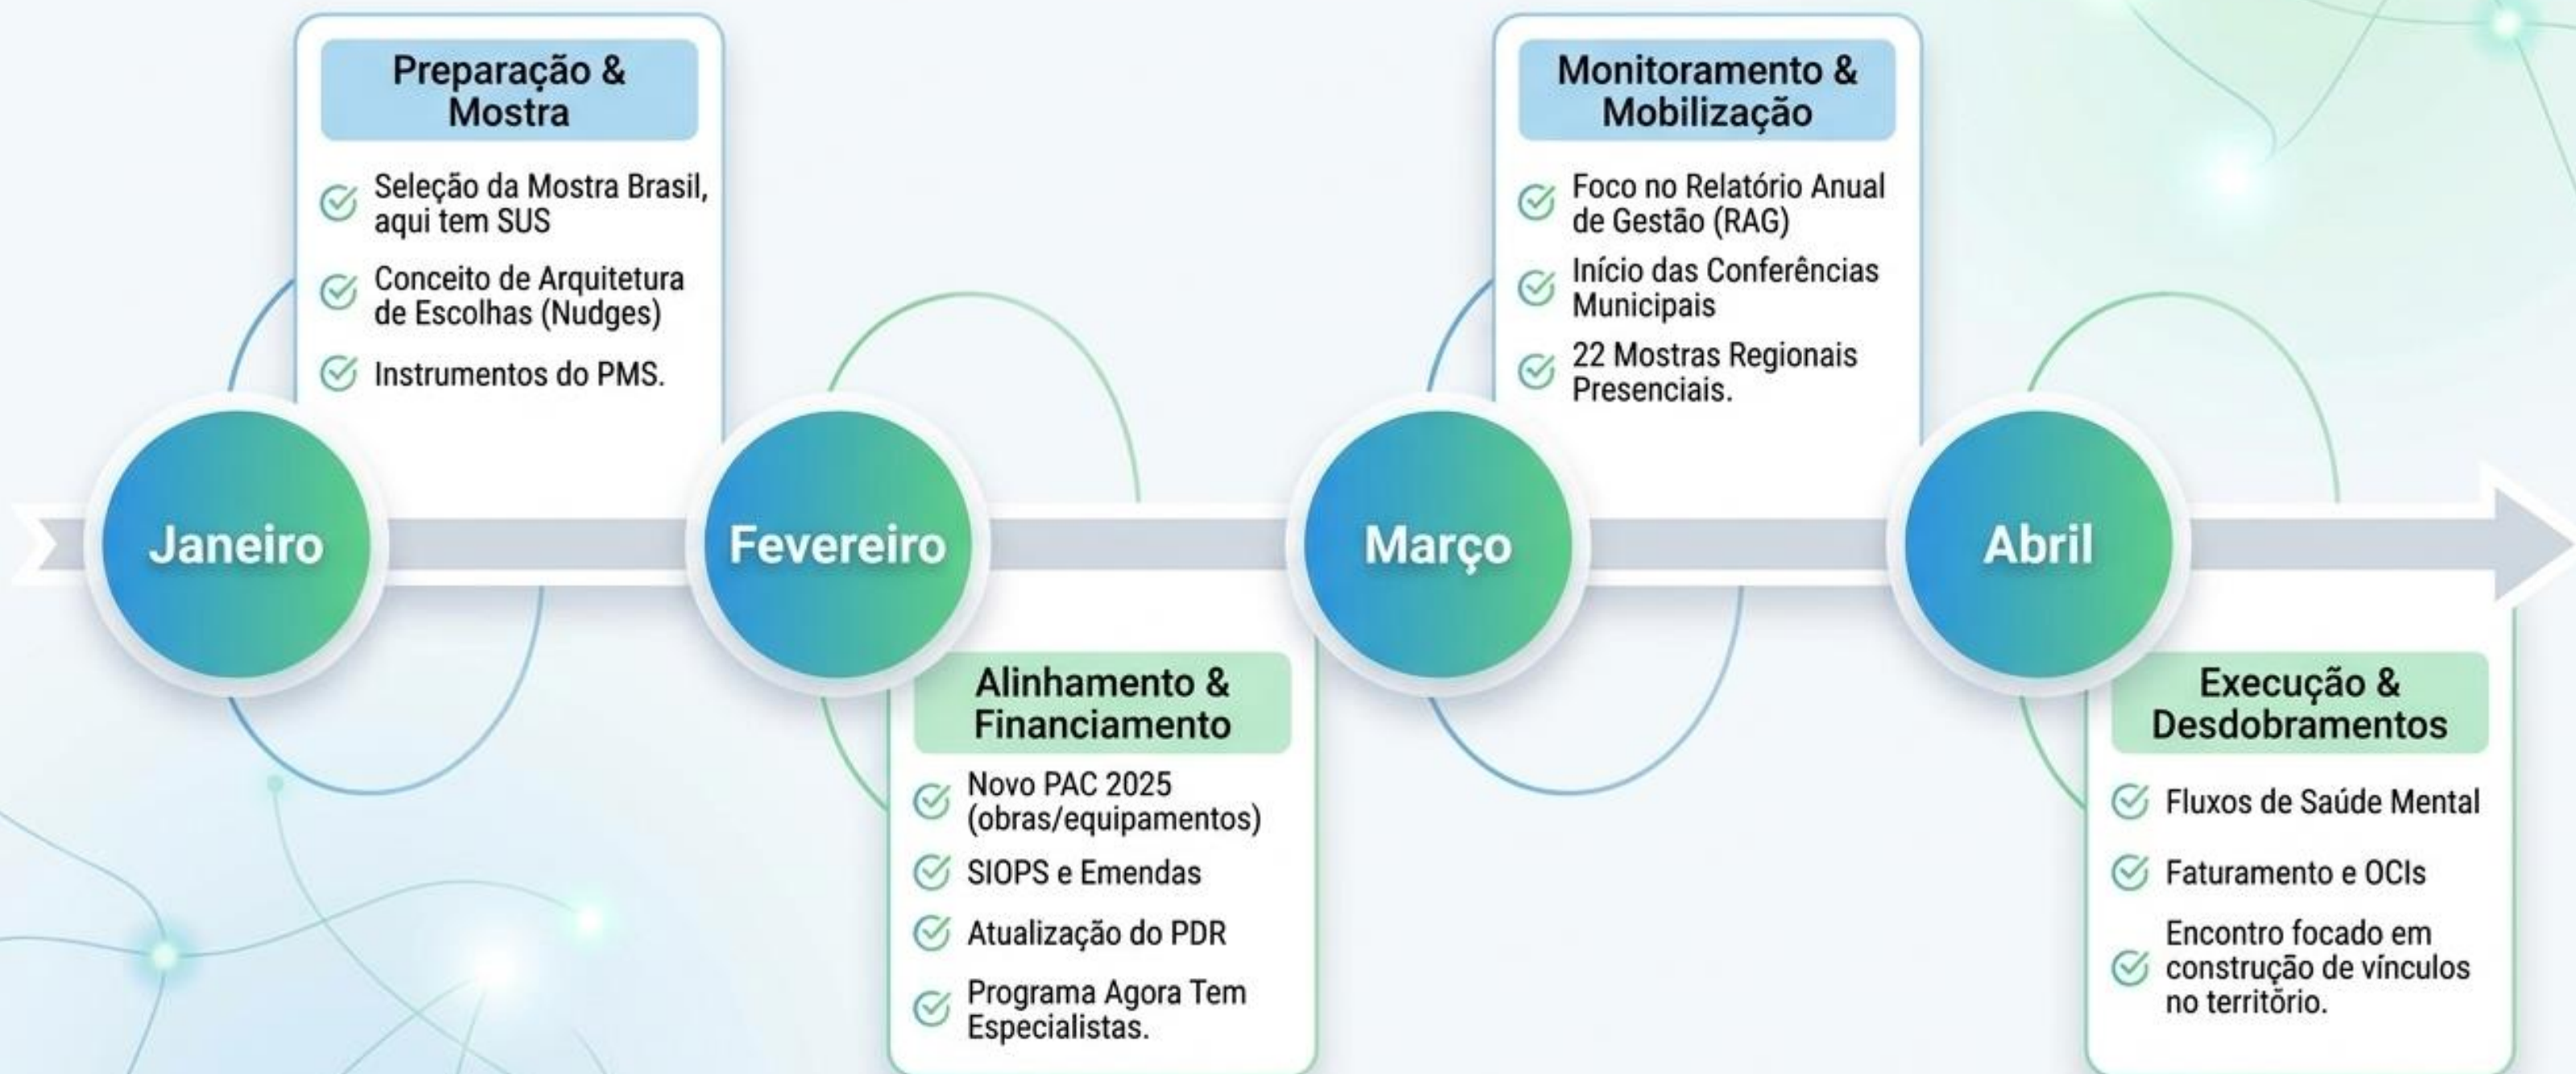 Janeiro
Preparação &
Mostra
Seleção da Mostra Brasil,
aqui tem SUS
Conceito de Arquitetura
de Escolhas (Nudges)
Instrumentos do PMS.
Fevereiro
Alinhamento &
Financiamento
Novo PAC 2025
(obras/equipamentos)
SIOPS e Emendas
Atualização do PDR
Programa Agora Tem
Especialistas.
Março
Monitoramento &
Mobilização
Foco no Relatório Anual
de Gestão (RAG)
Início das Conferências
Municipais
22 Mostras Regionais
Presenciais.
Abril
Execução &
Desdobramentos
Fluxos de Saúde Mental
Faturamento e OCIs
Encontro focado em
construção de vínculos
no território.